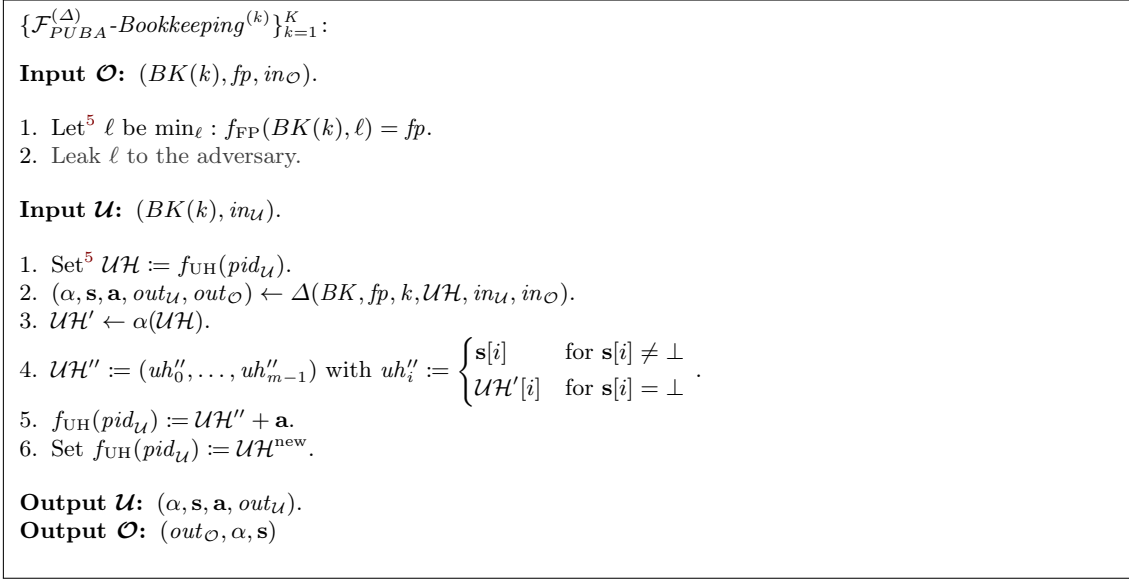 {ℱ_{PUBA}^{(Δ)}-Bookkeeping^{(k)}}_{k=1}^{K}:
Input 𝒪: (BK(k), fp, in_𝒪).
1. Let⁵ ℓ be min_ℓ : f_FP(BK(k), ℓ) = fp.
2. Leak ℓ to the adversary.
Input 𝒰: (BK(k), in_𝒰).
1. Set⁵ 𝒰ℋ := f_UH(pid_𝒰).
2. (α, s, a, out_𝒰, out_𝒪) ← Δ(BK, fp, k, 𝒰ℋ, in_𝒰, in_𝒪).
3. 𝒰ℋ′ ← α(𝒰ℋ).
4. 𝒰ℋ″ := (uh″_0, …, uh″_{m−1}) with uh″_i := { s[i] for s[i] ≠ ⊥
𝒰ℋ′[i] for s[i] = ⊥ .
5. f_UH(pid_𝒰) := 𝒰ℋ″ + a.
6. Set f_UH(pid_𝒰) := 𝒰ℋ^new.
Output 𝒰: (α, s, a, out_𝒰).
Output 𝒪: (out_𝒪, α, s)